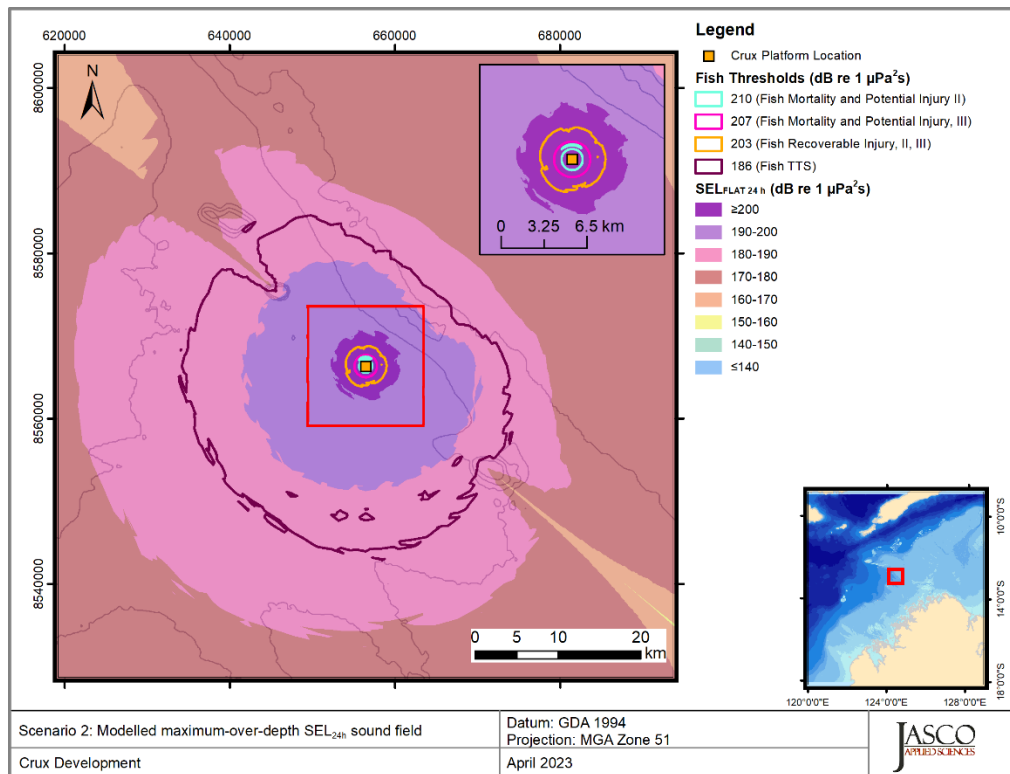 620000
640000
660000
680000
8600000
8580000
8560000
8540000
N
0 3.25 6.5 km
0 5 10 20
km
Legend
Crux Platform Location
Fish Thresholds (dB re 1 µPa²s)
210 (Fish Mortality and Potential Injury II)
207 (Fish Mortality and Potential Injury, III)
203 (Fish Recoverable Injury, II, III)
186 (Fish TTS)
SELFLAT 24 h (dB re 1 µPa²s)
≥200
190-200
180-190
170-180
160-170
150-160
140-150
≤140
10°0'0"S
14°0'0"S
18°0'0"S
120°0'0"E
124°0'0"E
128°0'0"E
Scenario 2: Modelled maximum-over-depth SEL24h sound field
Datum: GDA 1994
Projection: MGA Zone 51
Crux Development
April 2023
JASCO
APPLIED SCIENCES